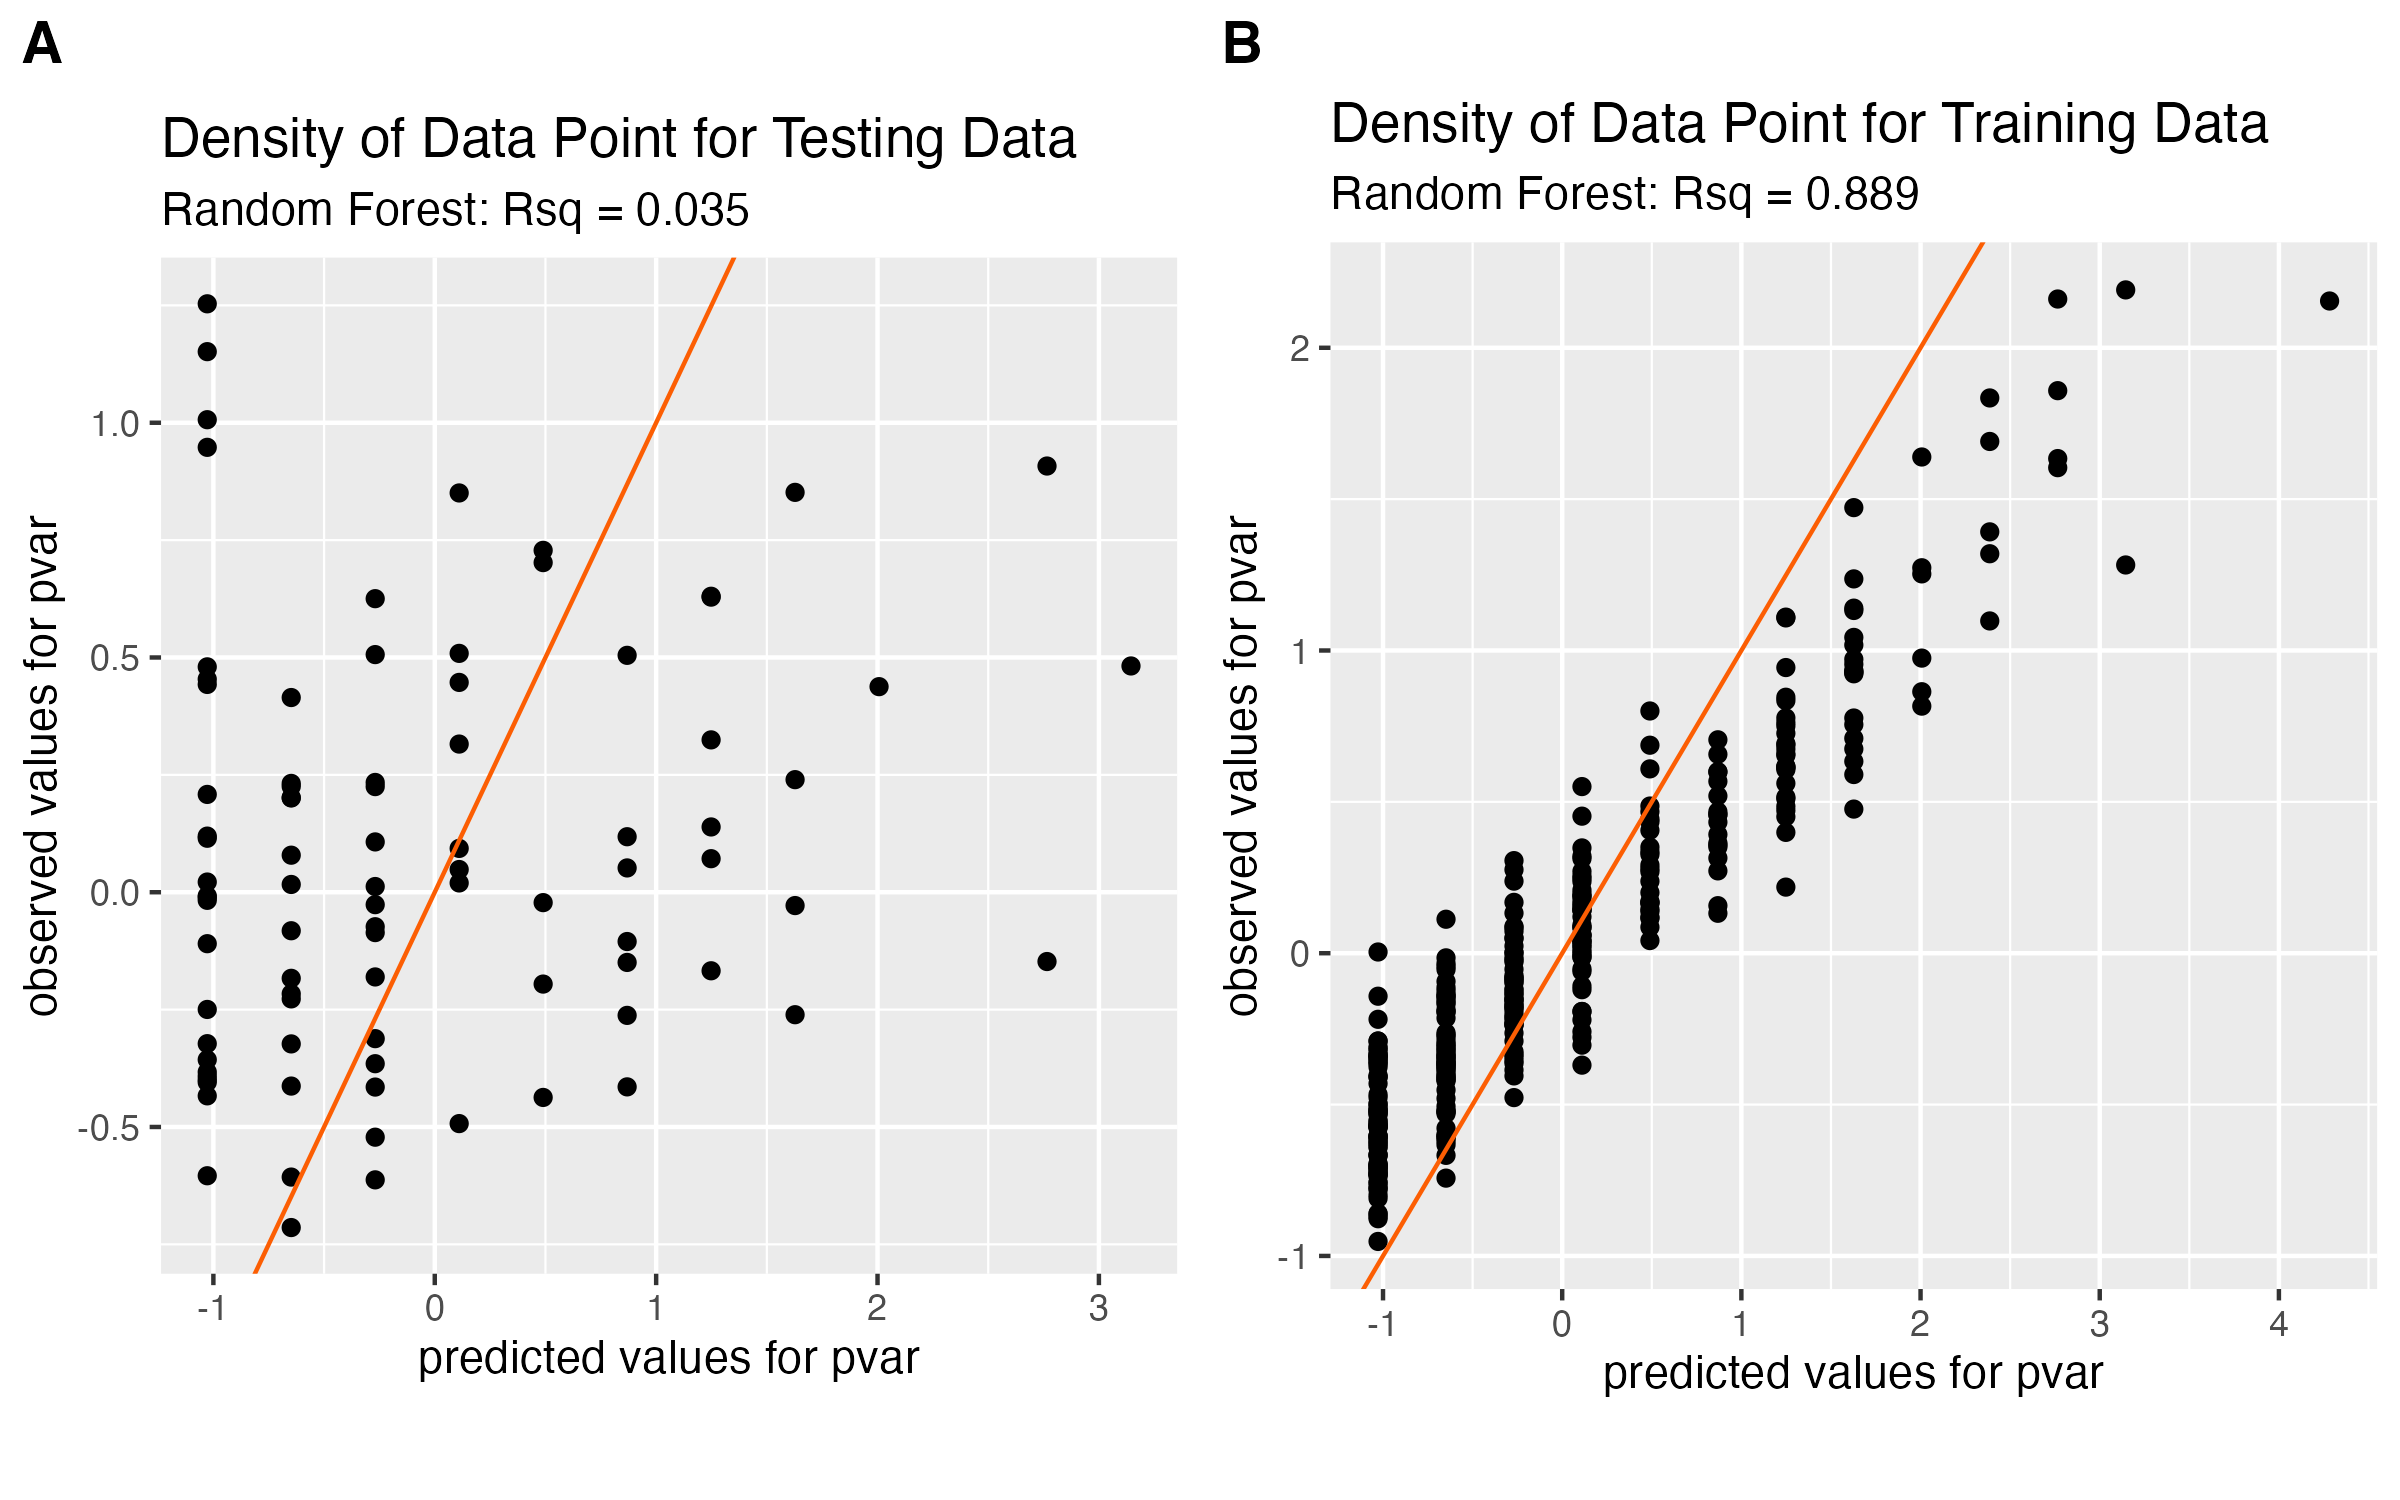 A
Density of Data Point for Testing Data
Random Forest: Rsq = 0.035
observed values for pvar
1.0
0.5
0.0
-0.5
-1
0
1
2
3
predicted values for pvar
B
Density of Data Point for Training Data
Random Forest: Rsq = 0.889
observed values for pvar
2
1
0
-1
-1
0
1
2
3
4
predicted values for pvar